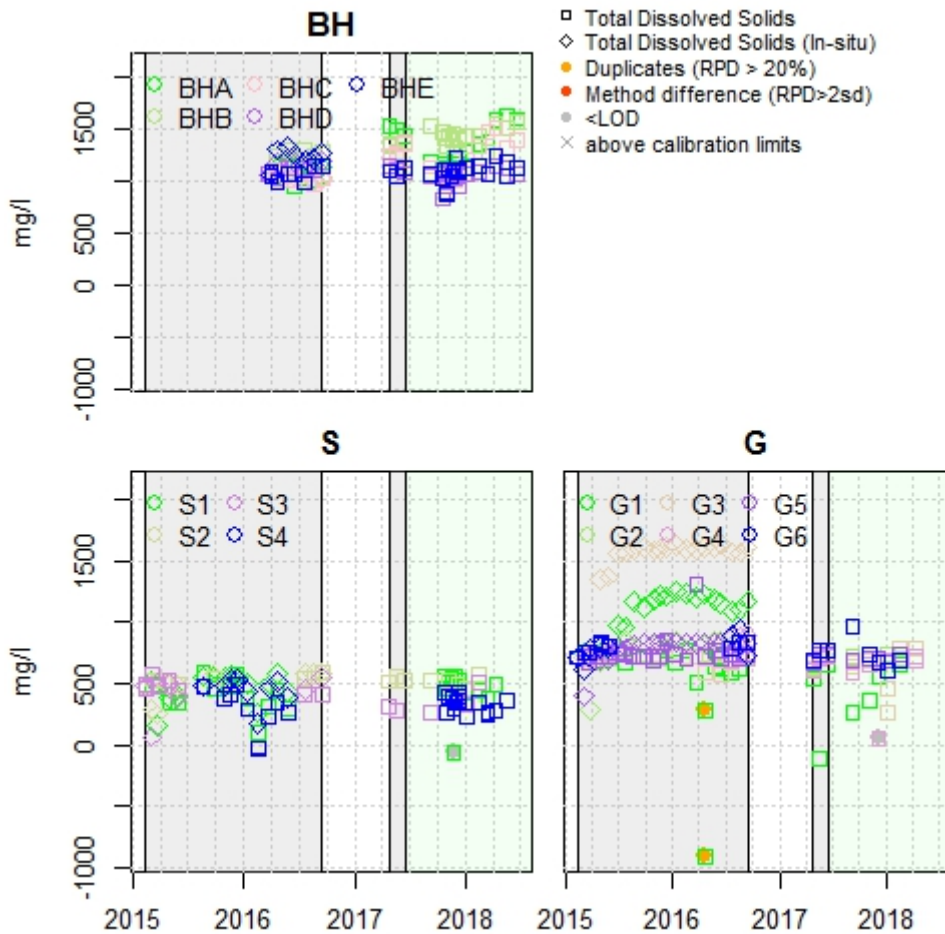 BH
Total Dissolved Solids
Total Dissolved Solids (In-situ)
Duplicates (RPD > 20%)
Method difference (RPD>2sd)
<LOD
above calibration limits
BHA BHC BHE
BHB BHD
mg/l
1500
500
0
-1000
S
S1 S3
S2 S4
mg/l
1500
500
0
-1000
2015 2016 2017 2018
G
G1 G3 G5
G2 G4 G6
2015 2016 2017 2018